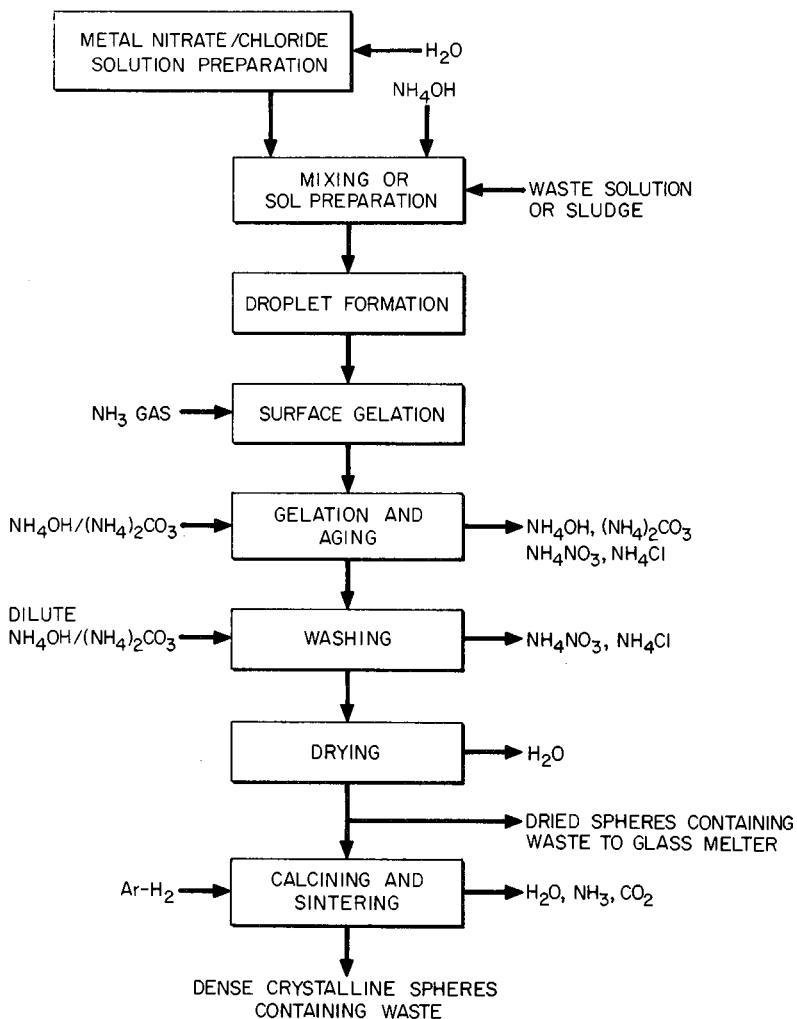 METAL NITRATE/CHLORIDE
SOLUTION PREPARATION
H2O
NH4OH
MIXING OR
SOL PREPARATION
WASTE SOLUTION
OR SLUDGE
DROPLET FORMATION
NH3 GAS
SURFACE GELATION
NH4OH/(NH4)2CO3
GELATION AND
AGING
NH4OH, (NH4)2CO3
NH4NO3, NH4Cl
DILUTE
NH4OH/(NH4)2CO3
WASHING
NH4NO3, NH4Cl
DRYING
H2O
DRIED SPHERES CONTAINING
WASTE TO GLASS MELTER
Ar-H2
CALCINING AND
SINTERING
H2O, NH3, CO2
DENSE CRYSTALLINE SPHERES
CONTAINING WASTE